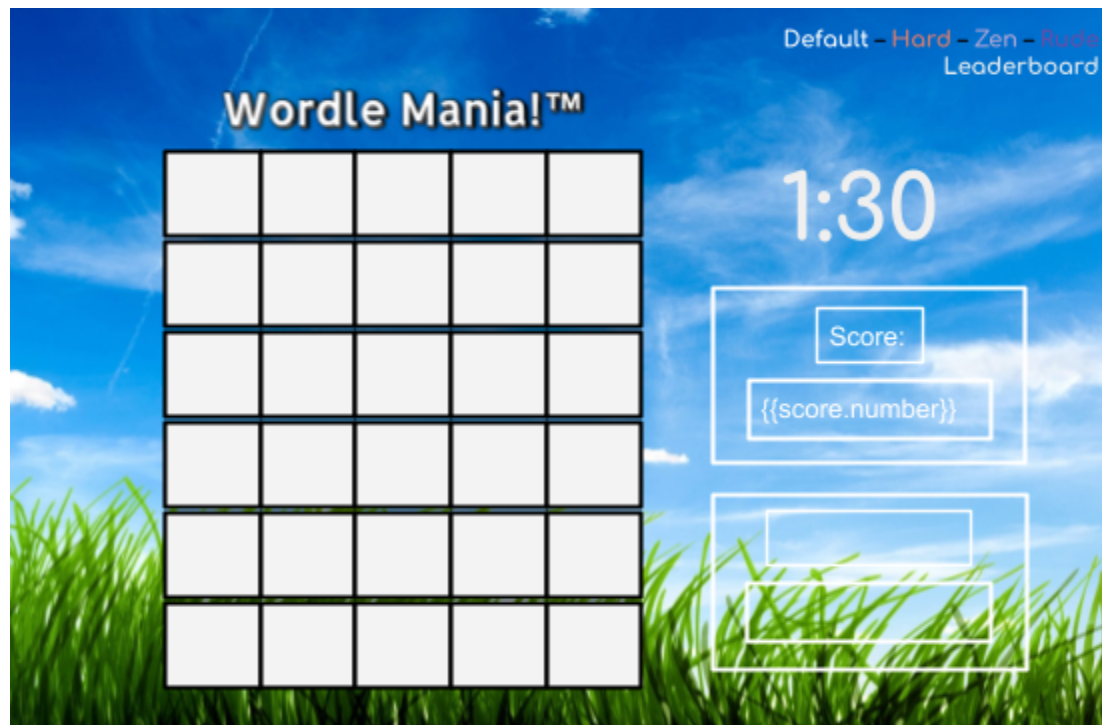 Default – Hard – Zen – Rude
Leaderboard
Wordle Mania!™
1:30
Score:
{{score.number}}